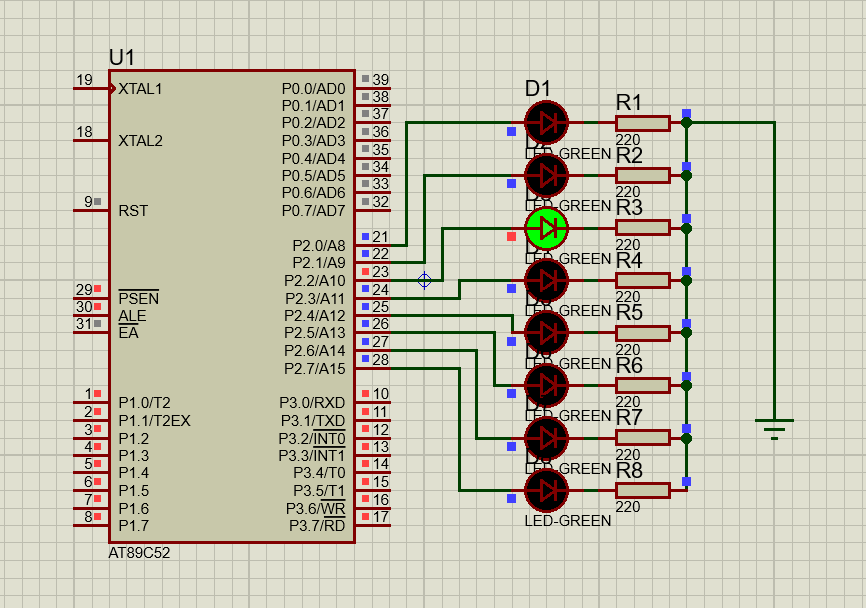 U1
19 XTAL1
18 XTAL2
9 RST
29 PSEN
30 ALE
31 EA
1 P1.0/T2
2 P1.1/T2EX
3 P1.2
4 P1.3
5 P1.4
6 P1.5
7 P1.6
8 P1.7
P0.0/AD0 39
P0.1/AD1 38
P0.2/AD2 37
P0.3/AD3 36
P0.4/AD4 35
P0.5/AD5 34
P0.6/AD6 33
P0.7/AD7 32
P2.0/A8 21
P2.1/A9 22
P2.2/A10 23
P2.3/A11 24
P2.4/A12 25
P2.5/A13 26
P2.6/A14 27
P2.7/A15 28
P3.0/RXD 10
P3.1/TXD 11
P3.2/INT0 12
P3.3/INT1 13
P3.4/T0 14
P3.5/T1 15
P3.6/WR 16
P3.7/RD 17
AT89C52
D1
R1
220
LED-GREEN
R2
220
LED-GREEN
R3
220
LED-GREEN
R4
220
LED-GREEN
R5
220
LED-GREEN
R6
220
LED-GREEN
R7
220
LED-GREEN
R8
220
LED-GREEN